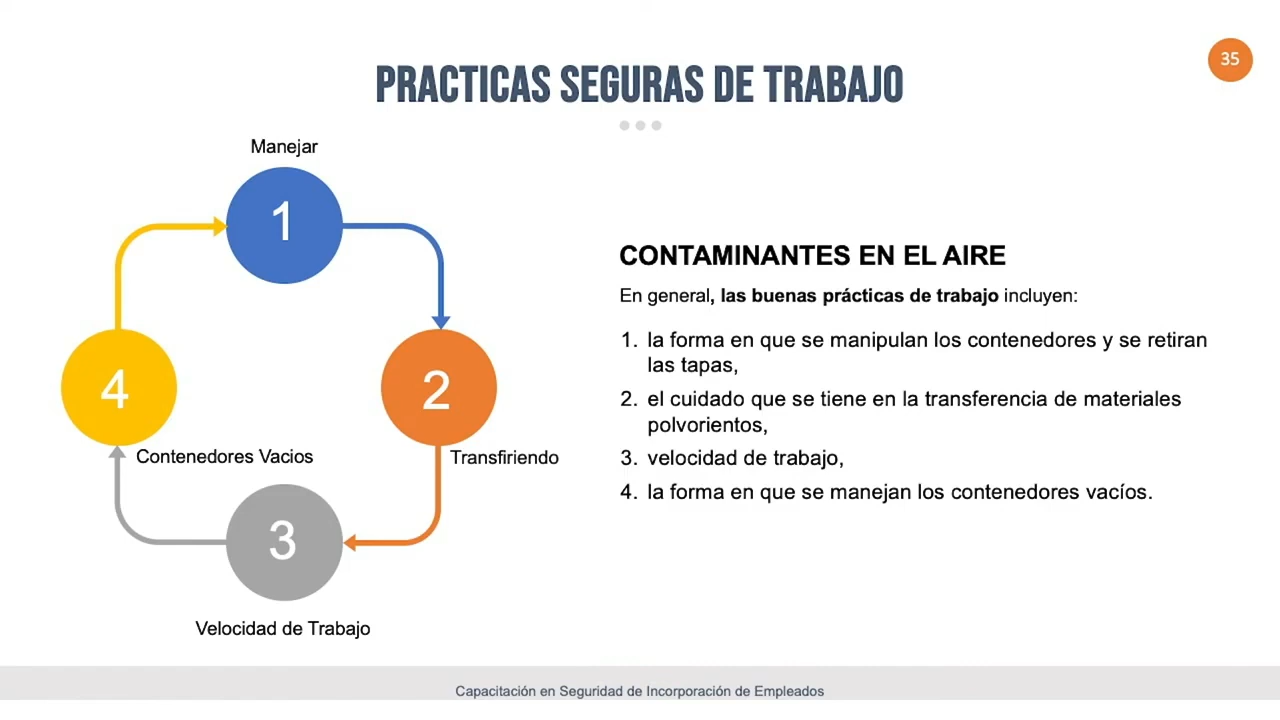 35
PRACTICAS SEGURAS DE TRABAJO
Manejar
1
2
Transfiriendo
3
Velocidad de Trabajo
4
Contenedores Vacios
CONTAMINANTES EN EL AIRE
En general, las buenas prácticas de trabajo incluyen:
1. la forma en que se manipulan los contenedores y se retiran
las tapas,
2. el cuidado que se tiene en la transferencia de materiales
polvorientos,
3. velocidad de trabajo,
4. la forma en que se manejan los contenedores vacíos.
Capacitación en Seguridad de Incorporación de Empleados